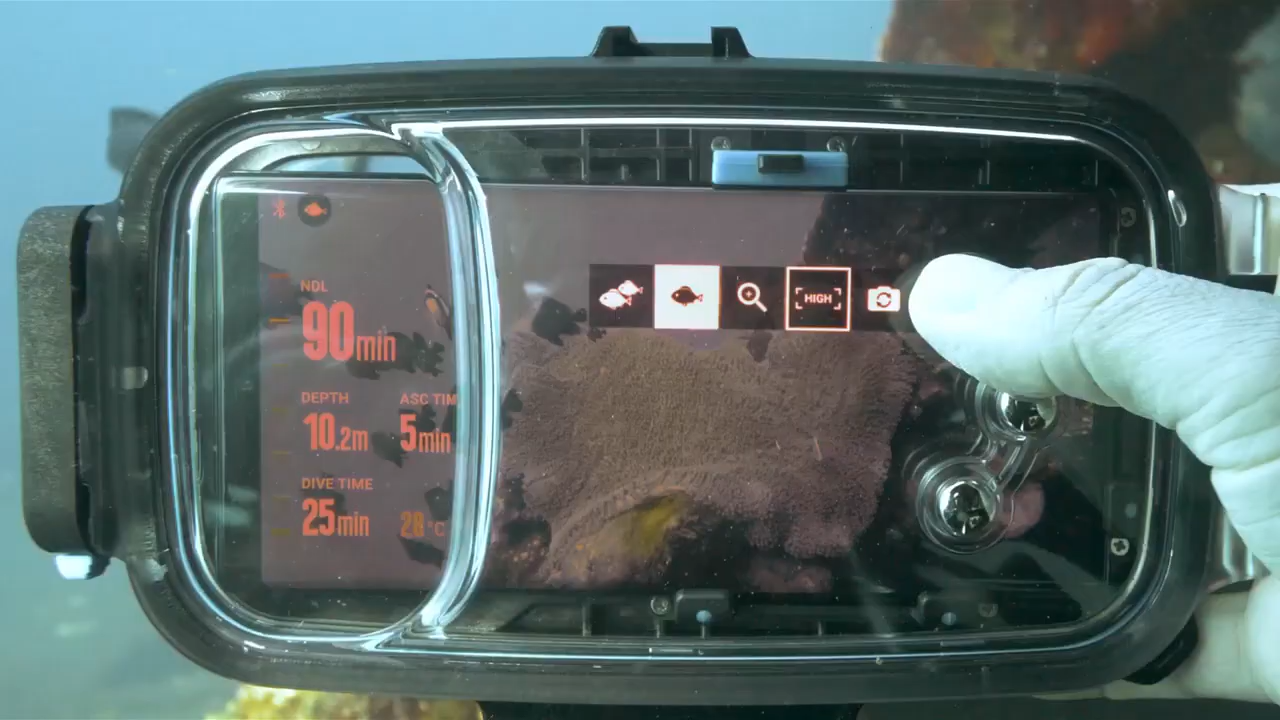 NDL
90min
HIGH
DEPTH ASC TIM
10.2m 5min
DIVE TIME
25min 28°C